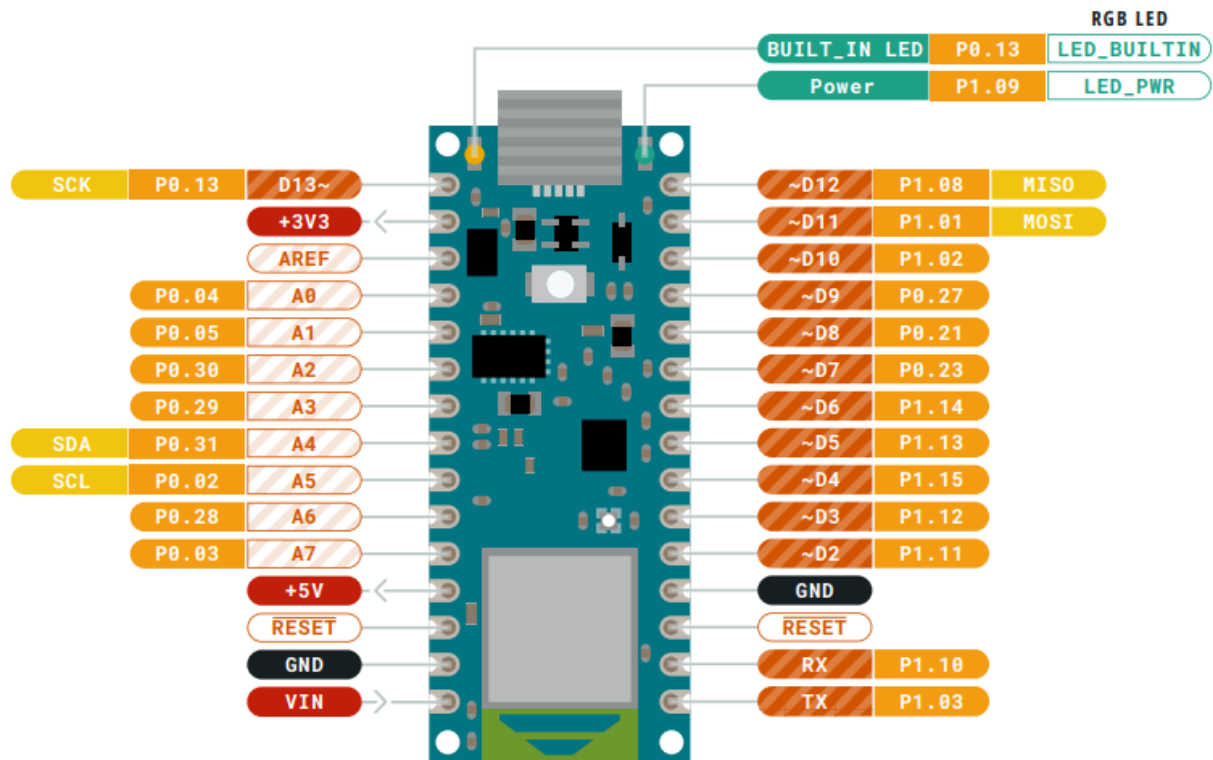 RGB LED
BUILT_IN LED P0.13 LED_BUILTIN
Power P1.09 LED_PWR
SCK P0.13 D13~
+3V3
AREF
P0.04 A0
P0.05 A1
P0.30 A2
P0.29 A3
SDA P0.31 A4
SCL P0.02 A5
P0.28 A6
P0.03 A7
+5V
RESET
GND
VIN
~D12 P1.08 MISO
~D11 P1.01 MOSI
~D10 P1.02
~D9 P0.27
~D8 P0.21
~D7 P0.23
~D6 P1.14
~D5 P1.13
~D4 P1.15
~D3 P1.12
~D2 P1.11
GND
RESET
RX P1.10
TX P1.03